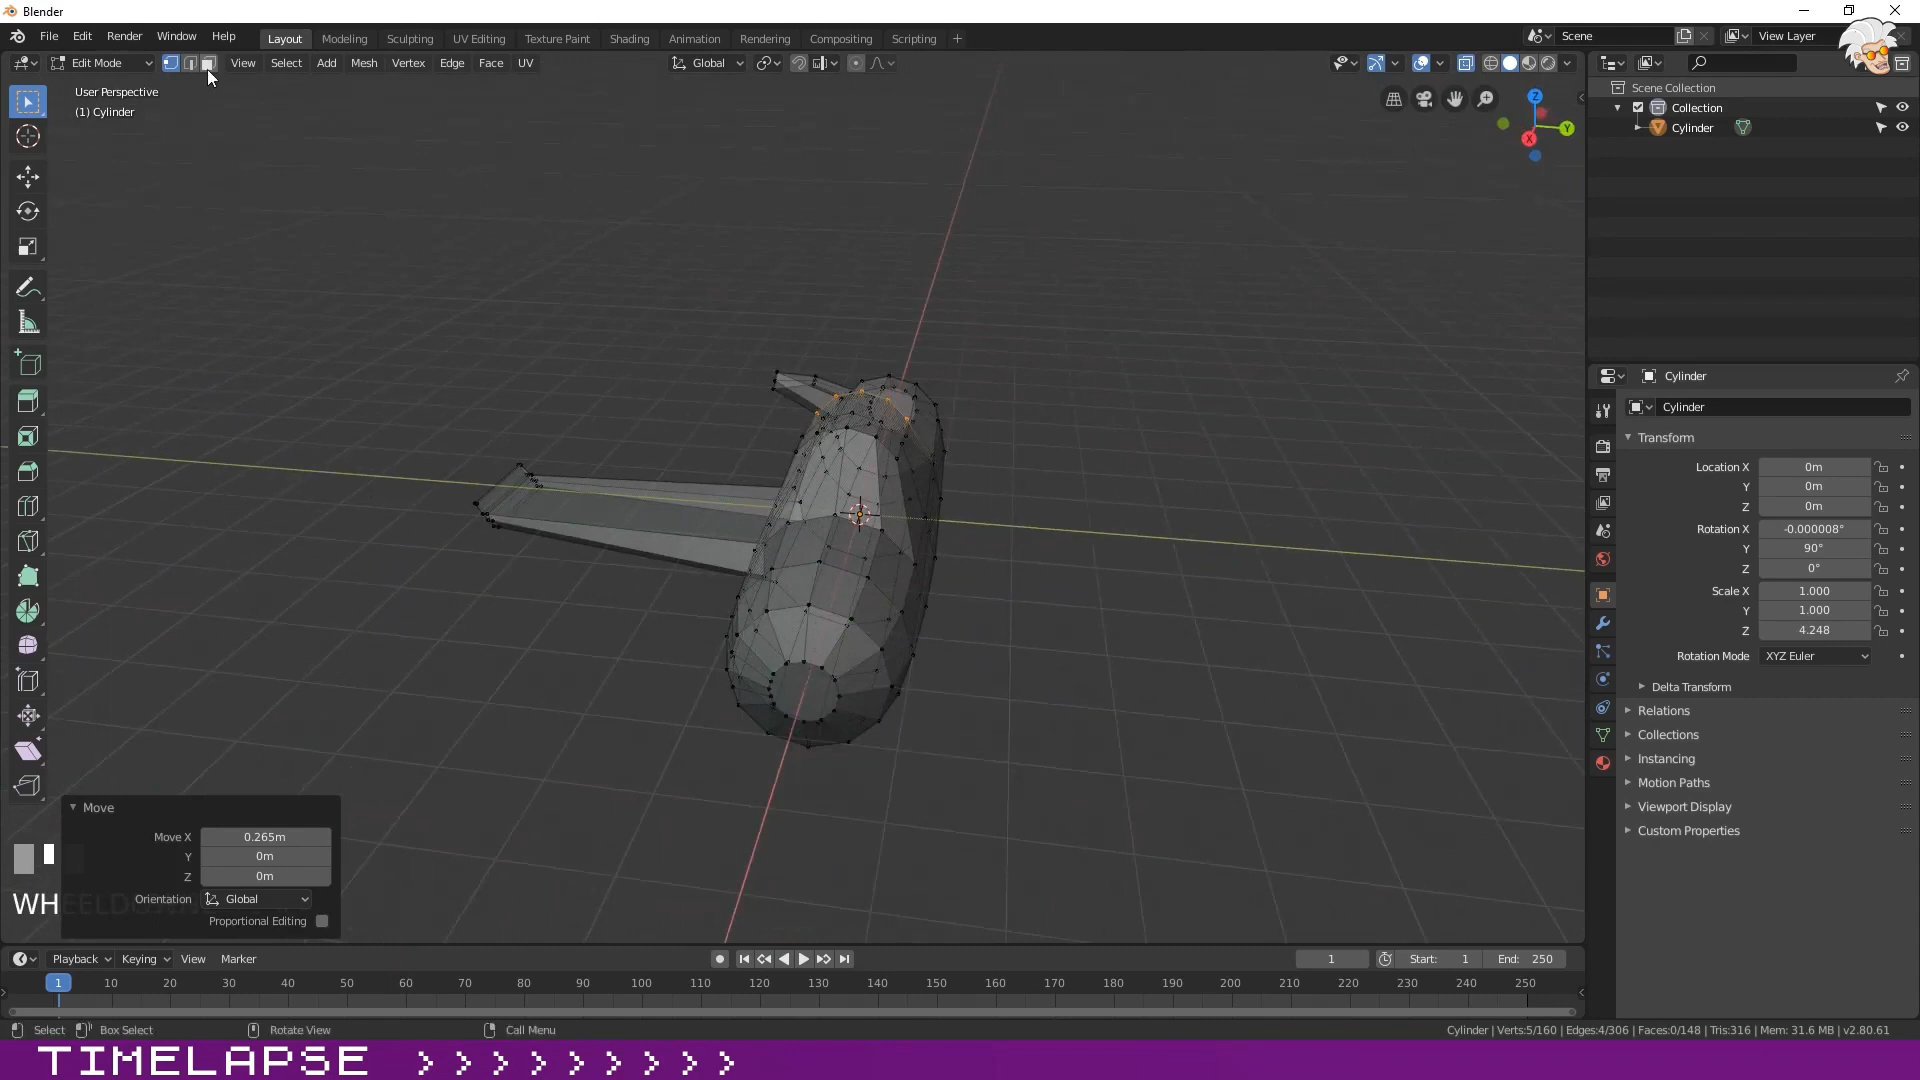 Blender
File Edit Render Window Help
Layout Modeling Sculpting UV Editing Texture Paint Shading Animation Rendering Compositing Scripting +
Scene
View Layer
Edit Mode
View Select Add Mesh Vertex Edge Face UV
Global
User Perspective
(1) Cylinder
Z
Y
X
Scene Collection
Collection
Cylinder
Cylinder
Cylinder
Transform
Location X 0m
Y 0m
Z 0m
Rotation X -0.000008°
Y 90°
Z 0°
Scale X 1.000
Y 1.000
Z 4.248
Rotation Mode XYZ Euler
Delta Transform
Relations
Collections
Instancing
Motion Paths
Viewport Display
Custom Properties
Move
Move X 0.265m
Y 0m
Z 0m
Orientation Global
Proportional Editing
Playback Keying View Marker
1
Start: 1
End: 250
1 10 20 30 40 50 60 70 80 90 100 110 120 130 140 150 160 170 180 190 200 210 220 230 240 250
Select Box Select Rotate View Call Menu
Cylinder | Verts:5/160 | Edges:4/306 | Faces:0/148 | Tris:316 | Mem: 31.6 MB | v2.80.61
TIMELAPSE > > > > > > > > >